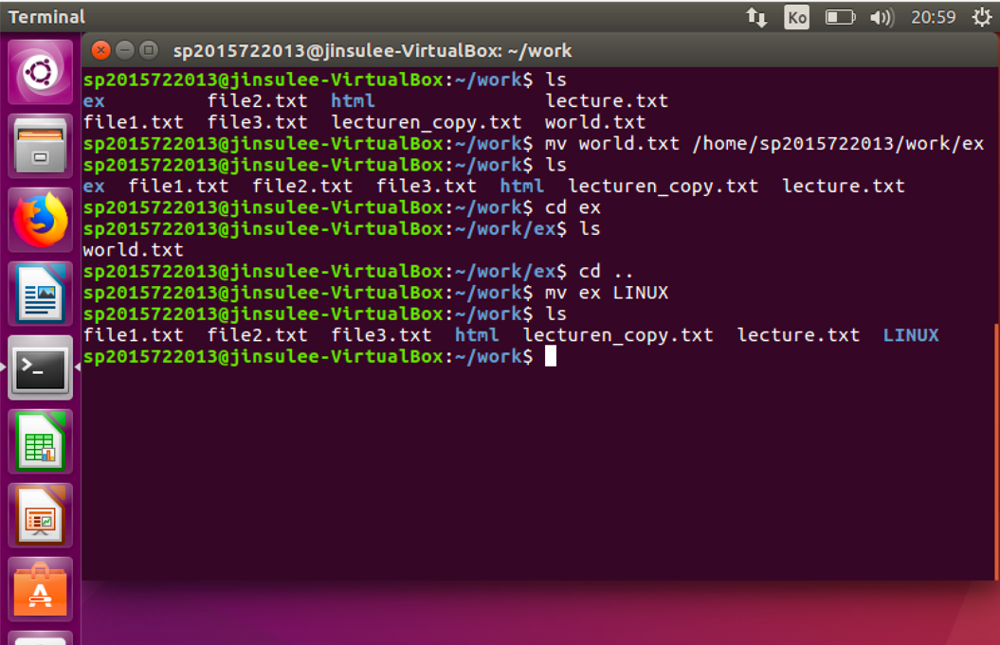 Terminal
Ko
20:59
sp2015722013@jinsulee-VirtualBox: ~/work
sp2015722013@jinsulee-VirtualBox:~/work$ ls
ex         file2.txt  html               lecture.txt
file1.txt  file3.txt  lecturen_copy.txt  world.txt
sp2015722013@jinsulee-VirtualBox:~/work$ mv world.txt /home/sp2015722013/work/ex
sp2015722013@jinsulee-VirtualBox:~/work$ ls
ex  file1.txt  file2.txt  file3.txt  html  lecturen_copy.txt  lecture.txt
sp2015722013@jinsulee-VirtualBox:~/work$ cd ex
sp2015722013@jinsulee-VirtualBox:~/work/ex$ ls
world.txt
sp2015722013@jinsulee-VirtualBox:~/work/ex$ cd ..
sp2015722013@jinsulee-VirtualBox:~/work$ mv ex LINUX
sp2015722013@jinsulee-VirtualBox:~/work$ ls
file1.txt  file2.txt  file3.txt  html  lecturen_copy.txt  lecture.txt  LINUX
sp2015722013@jinsulee-VirtualBox:~/work$